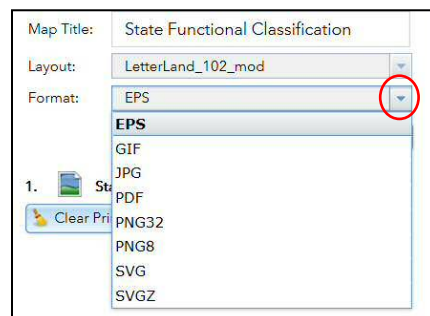 Map Title: State Functional Classification
Layout: LetterLand_102_mod
Format: EPS
EPS
GIF
JPG
PDF
PNG32
1. Sta
PNG8
Clear Pri
SVG
SVGZ